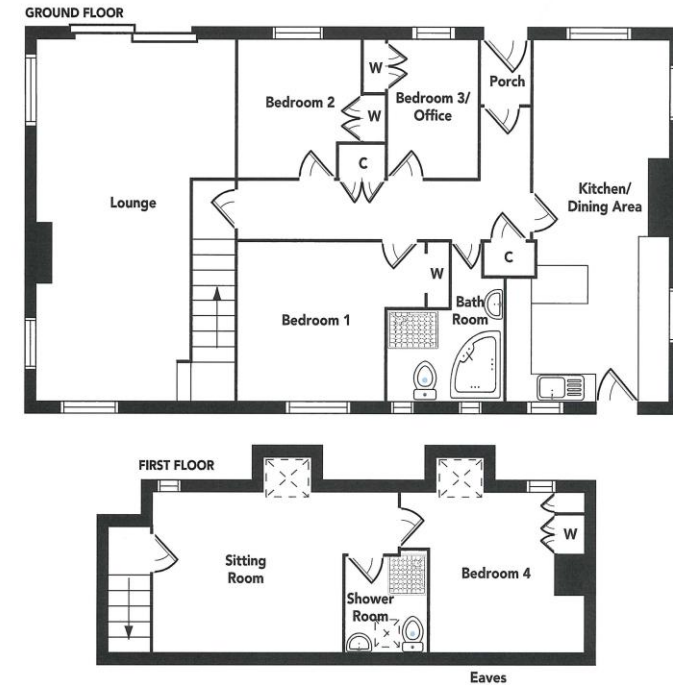 GROUND FLOOR
W
Bedroom 2
Bedroom 3/
Office
Porch
W
C
Lounge
Kitchen/
Dining Area
C
W
Bedroom 1
Bath
Room
FIRST FLOOR
Sitting
Room
W
Bedroom 4
Shower
Room
Eaves